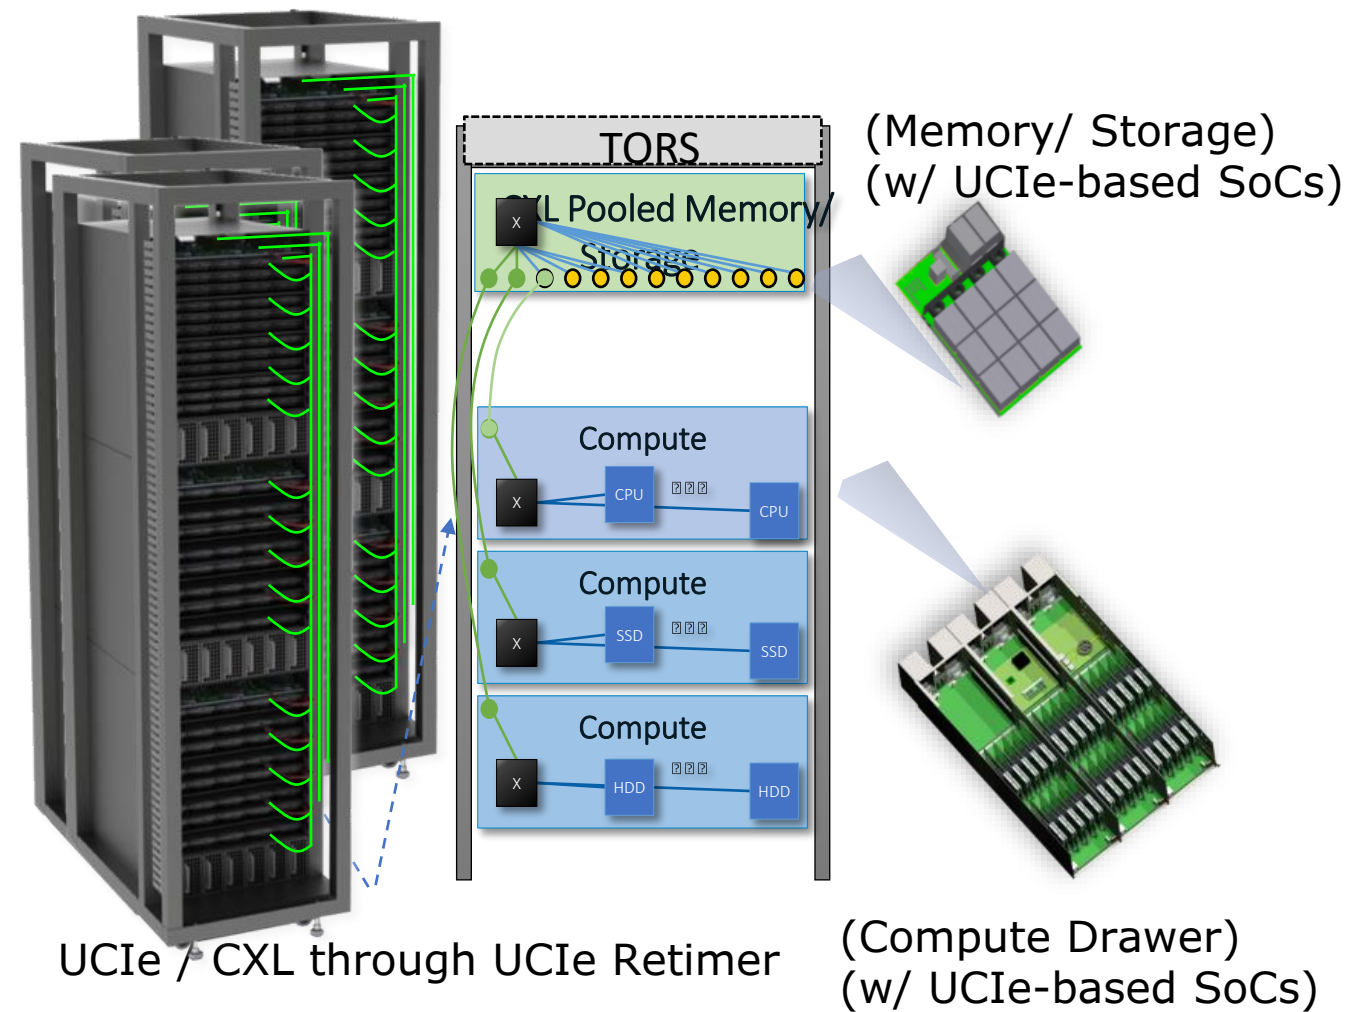 (Memory/ Storage)
(w/ UCIe-based SoCs)
TORS
CXL Pooled Memory/
Storage
X
Compute
X
CPU
CPU
Compute
X
SSD
SSD
Compute
X
HDD
HDD
UCIe / CXL through UCIe Retimer
(Compute Drawer)
(w/ UCIe-based SoCs)